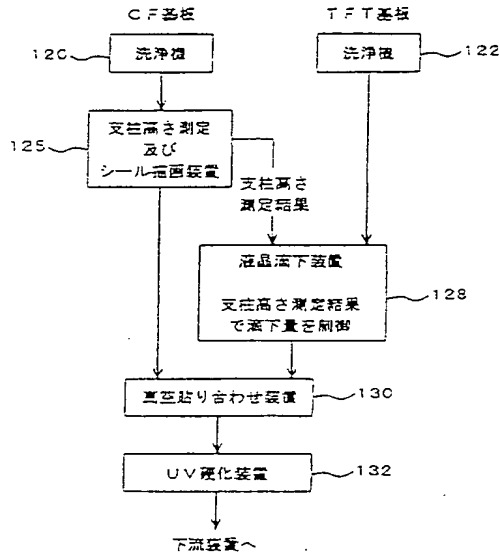 CF基板
TFT基板
120
洗浄機
洗浄機
122
125
支柱高さ測定
及び
シール描画装置
支柱高さ
測定結果
液晶滴下装置
支柱高さ測定結果
で滴下量を制御
128
真空貼り合わせ装置
130
UV硬化装置
132
下流装置へ